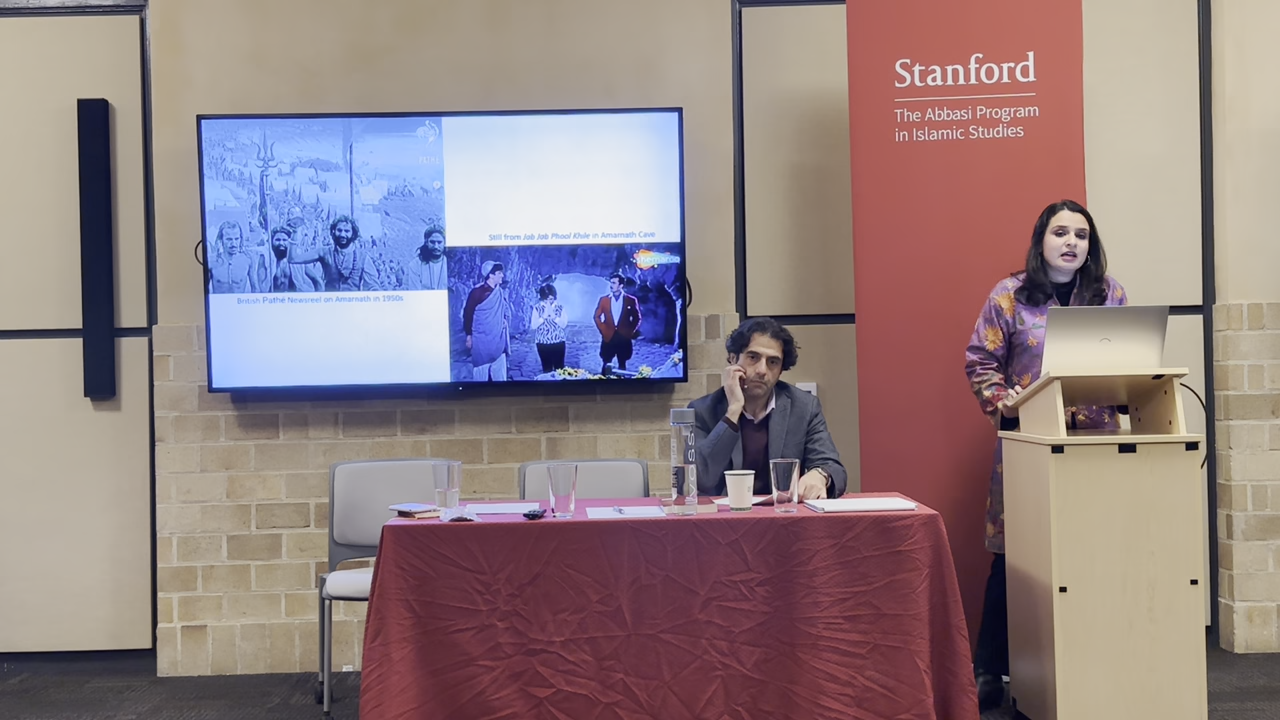 Stanford
The Abbasi Program
in Islamic Studies
Still from Jab Jab Phool Khile in Amarnath Cave
British Pathé Newsreel on Amarnath in 1950s
VOSS